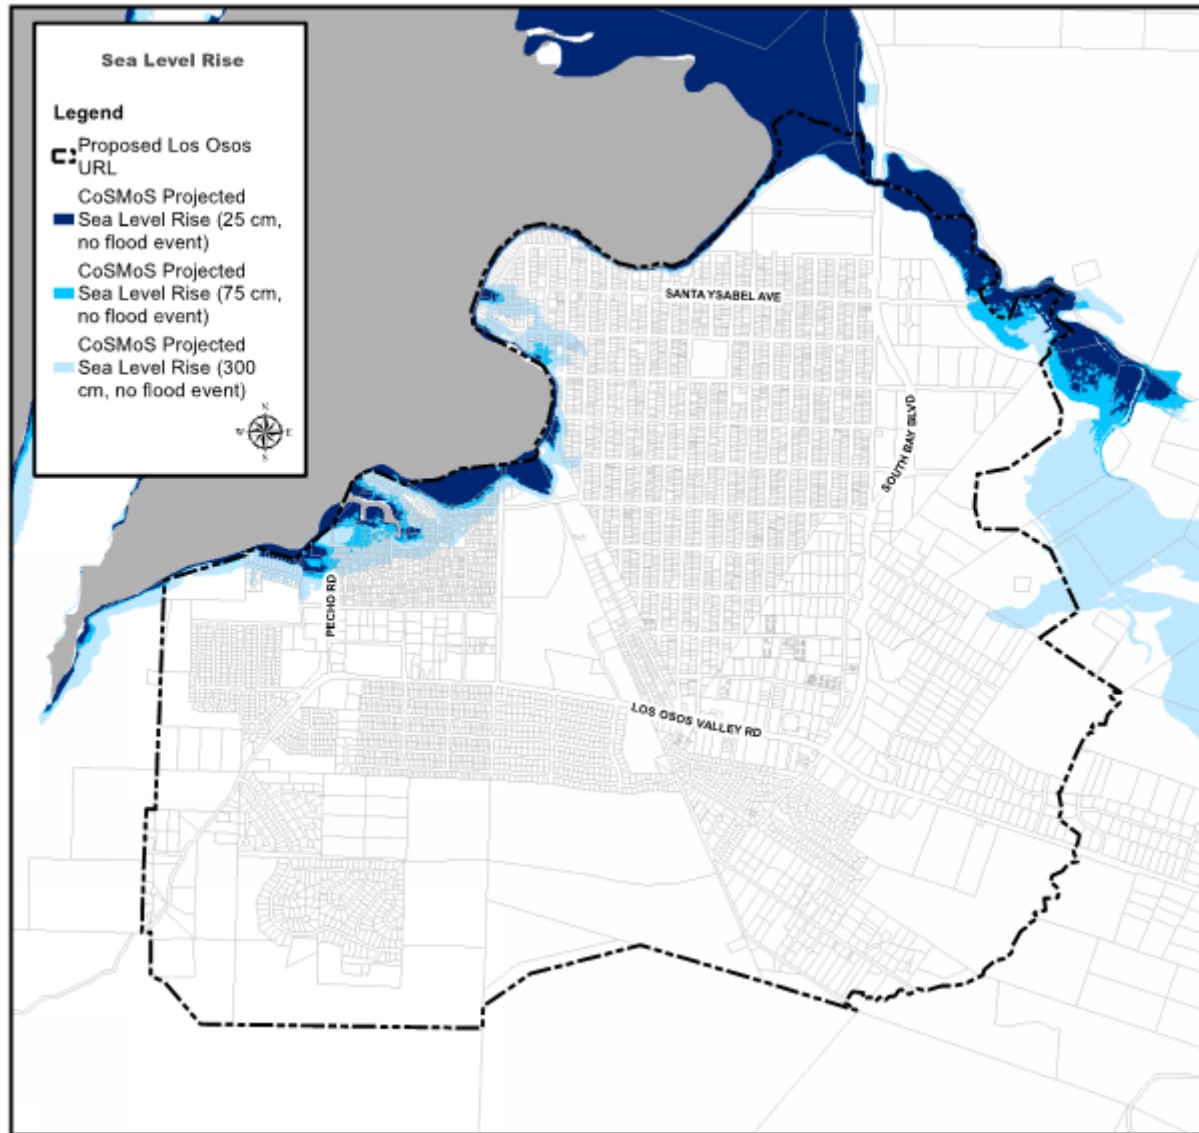 Sea Level Rise
Legend
Proposed Los Osos
URL
CoSMoS Projected
Sea Level Rise (25 cm,
no flood event)
CoSMoS Projected
Sea Level Rise (75 cm,
no flood event)
CoSMoS Projected
Sea Level Rise (300
cm, no flood event)
N
W E
S
SANTA YSABEL AVE
SOUTH BAY BLVD
PECHO RD
LOS OSOS VALLEY RD